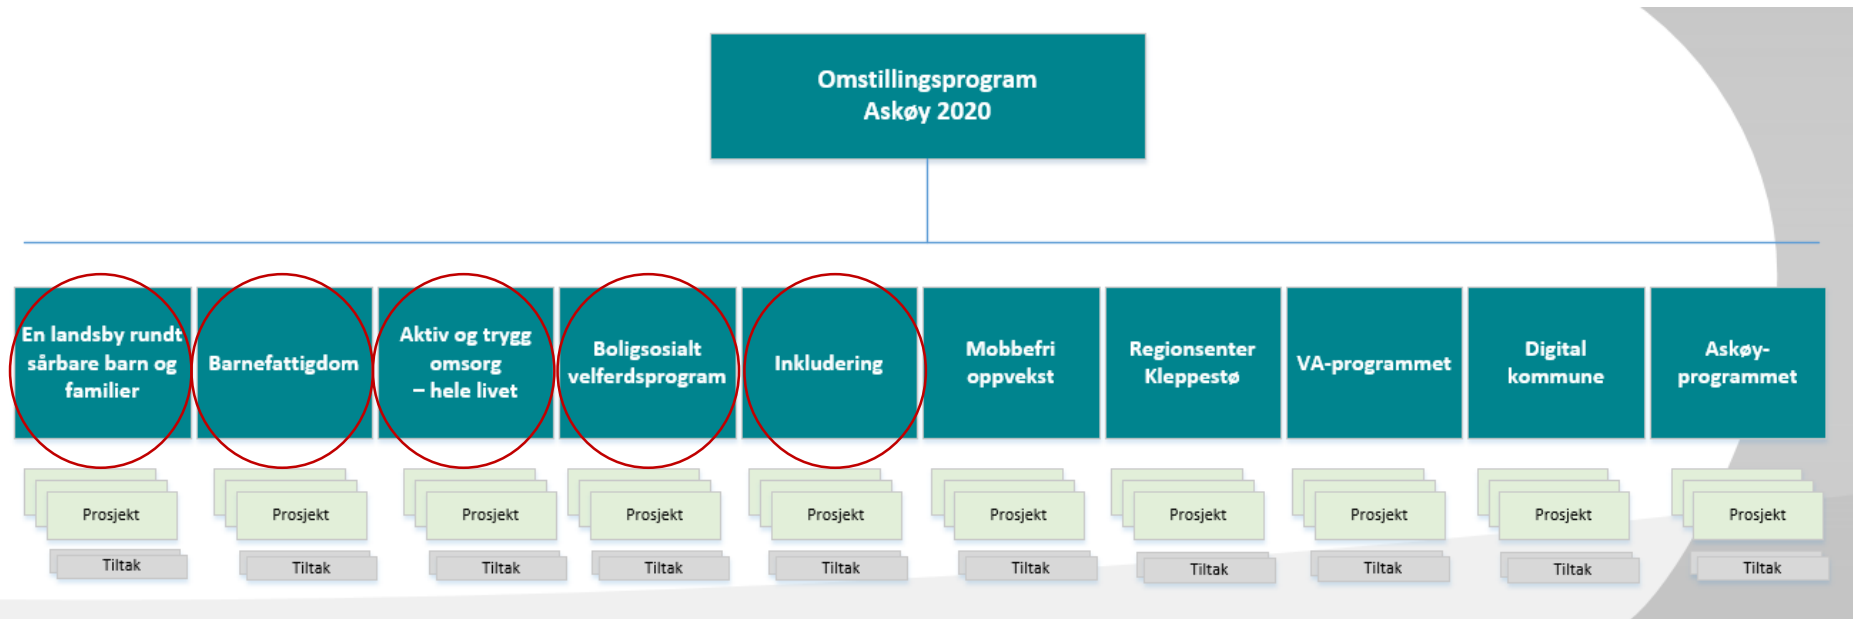 Omstillingsprogram
Askøy 2020
En landsby rundt
sårbare barn og
familier
Barnefattigdom
Aktiv og trygg
omsorg
– hele livet
Boligsosialt
velferdsprogram
Inkludering
Mobbefri
oppvekst
Regionsenter
Kleppestø
VA-programmet
Digital
kommune
Askøy-
programmet
Prosjekt
Prosjekt
Prosjekt
Prosjekt
Prosjekt
Prosjekt
Prosjekt
Prosjekt
Prosjekt
Prosjekt
Tiltak
Tiltak
Tiltak
Tiltak
Tiltak
Tiltak
Tiltak
Tiltak
Tiltak
Tiltak